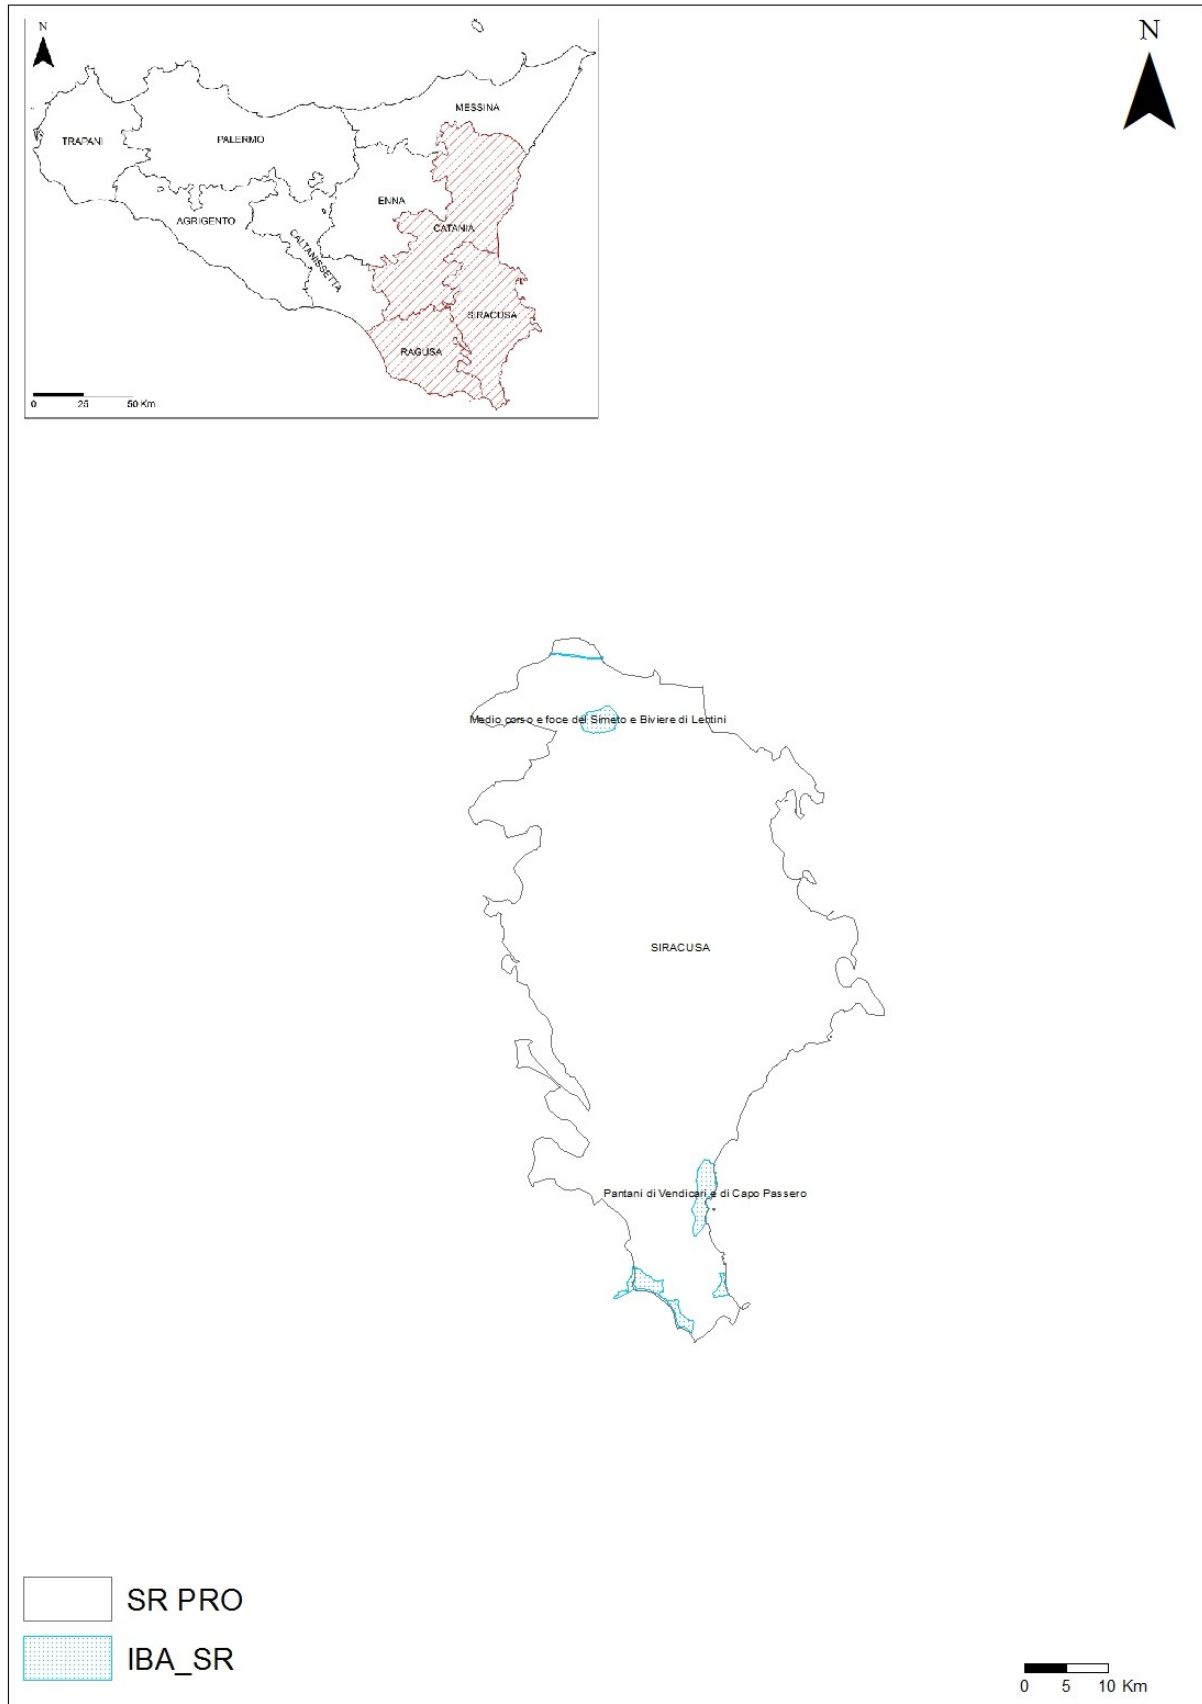 N
N
MESSINA
TRAPANI
PALERMO
ENNA
AGRIGENTO
CATANIA
CALTANISSETTA
SIRACUSA
RAGUSA
0 25 50 Km
Medio corso e foce del Simeto e Biviere di Lentini
SIRACUSA
Pantani di Vendicari e di Capo Passero
SR PRO
IBA_SR
0 5 10 Km